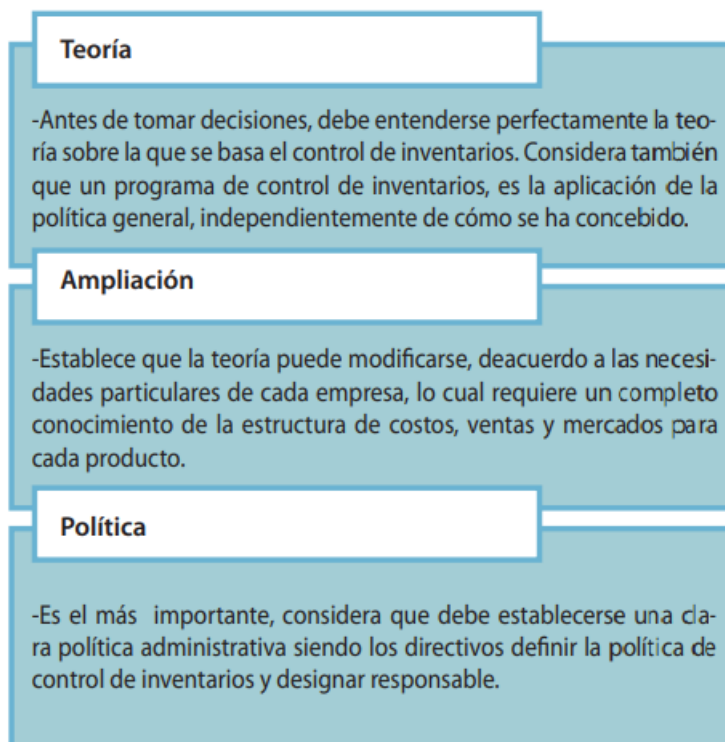 Teoría
-Antes de tomar decisiones, debe entenderse perfectamente la teo-
ría sobre la que se basa el control de inventarios. Considera también
que un programa de control de inventarios, es la aplicación de la
política general, independientemente de cómo se ha concebido.
Ampliación
-Establece que la teoría puede modificarse, deacuerdo a las necesi-
dades particulares de cada empresa, lo cual requiere un completo
conocimiento de la estructura de costos, ventas y mercados para
cada producto.
Política
-Es el más importante, considera que debe establecerse una cla-
ra política administrativa siendo los directivos definir la política de
control de inventarios y designar responsable.